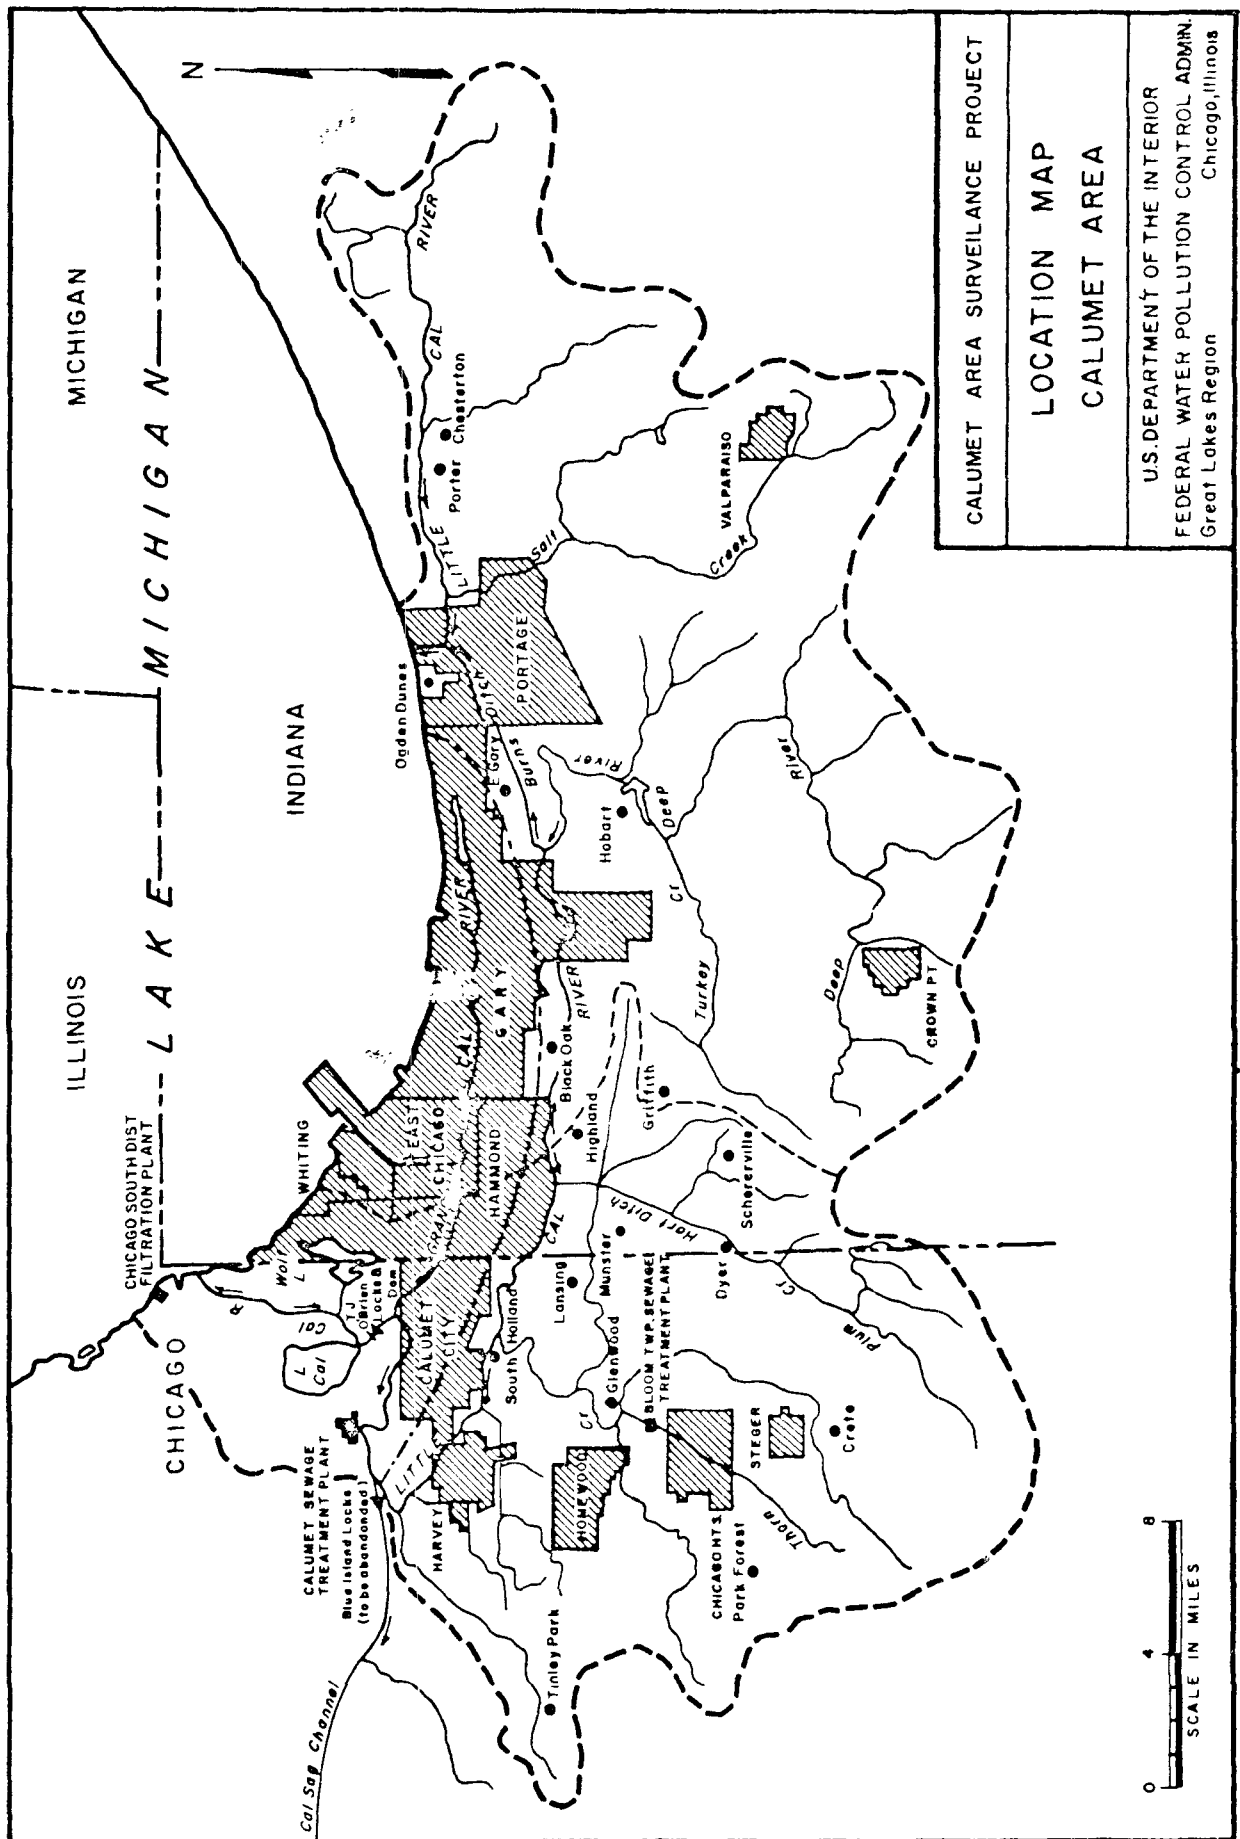 ILLINOIS
MICHIGAN
LAKE MICHIGAN
INDIANA
N
CHICAGO
CHICAGO SOUTH DIST
FILTRATION PLANT
WHITING
Wolf
L
Cal
R
L
Cal
T J
O'Brien
Locks &
Dam
CALUMET SEWAGE
TREATMENT PLANT
Blue Island Locks
(to be abandoned)
Cal Sag Channel
EAST
CHICAGO
HAMMOND
GRAND
CAL
RIVER
GARY
Ogden Dunes
E Gary
Burns
DITCH
PORTAGE
LITTLE
CAL
RIVER
Porter
Chesterton
Salt
Creek
VALPARAISO
CALUMET
CITY
LITTLE
CAL
RIVER
HARVEY
South Holland
Lansing
Munster
Highland
Black Oak
Griffith
Hobart
River
Deep
Turkey
Cr
Tinley Park
HOMEWOOD
Cr
Glenwood
BLOOM TWP. SEWAGE
TREATMENT PLANT
Hart Ditch
Dyer
Schererville
CHICAGO HTS.
Park Forest
Thorn
STEGER
Crete
Plum
Cr
Deep
River
CROWN PT
0 4 8
SCALE IN MILES
CALUMET AREA SURVEILANCE PROJECT
LOCATION MAP
CALUMET AREA
U.S. DEPARTMENT OF THE INTERIOR
FEDERAL WATER POLLUTION CONTROL ADMIN.
Great Lakes Region Chicago, Illinois